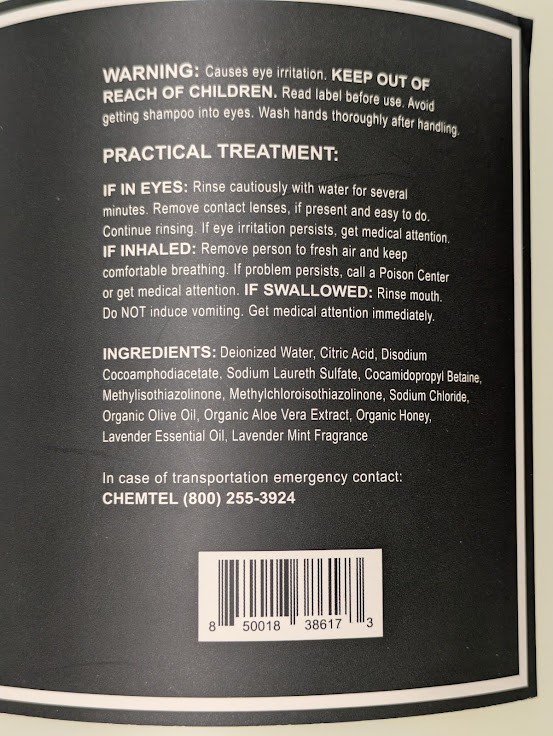 WARNING: Causes eye irritation. KEEP OUT OF
REACH OF CHILDREN. Read label before use. Avoid
getting shampoo into eyes. Wash hands thoroughly after handling.
PRACTICAL TREATMENT:
IF IN EYES: Rinse cautiously with water for several
minutes. Remove contact lenses, if present and easy to do.
Continue rinsing. If eye irritation persists, get medical attention.
IF INHALED: Remove person to fresh air and keep
comfortable breathing. If problem persists, call a Poison Center
or get medical attention. IF SWALLOWED: Rinse mouth.
Do NOT induce vomiting. Get medical attention immediately.
INGREDIENTS: Deionized Water, Citric Acid, Disodium
Cocoamphodiacetate, Sodium Laureth Sulfate, Cocamidopropyl Betaine,
Methylisothiazolinone, Methylchloroisothiazolinone, Sodium Chloride,
Organic Olive Oil, Organic Aloe Vera Extract, Organic Honey,
Lavender Essential Oil, Lavender Mint Fragrance
In case of transportation emergency contact:
CHEMTEL (800) 255-3924
8 50018 38617 3